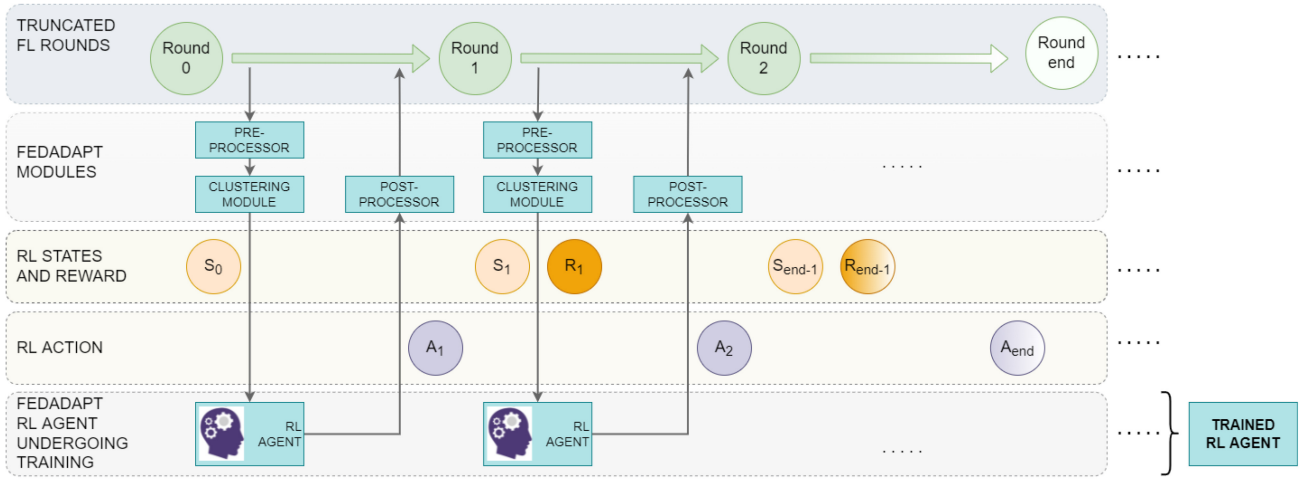 TRUNCATED
FL ROUNDS
Round
0
Round
1
Round
2
Round
end
.....
FEDADAPT
MODULES
PRE-
PROCESSOR
CLUSTERING
MODULE
POST-
PROCESSOR
PRE-
PROCESSOR
CLUSTERING
MODULE
POST-
PROCESSOR
.....
.....
RL STATES
AND REWARD
S0
S1
R1
Send-1
Rend-1
.....
RL ACTION
A1
A2
Aend
.....
FEDADAPT
RL AGENT
UNDERGOING
TRAINING
RL
AGENT
RL
AGENT
.....
.....
TRAINED
RL AGENT